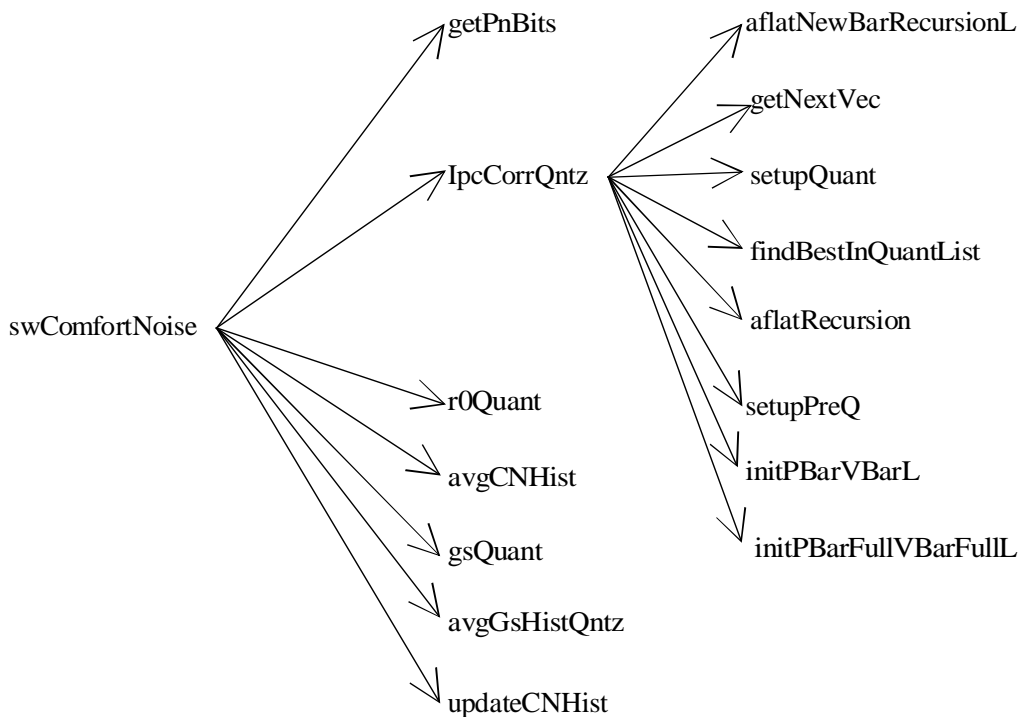 getPnBits
aflatNewBarRecursionL
getNextVec
IpcCorrQntz
setupQuant
findBestInQuantList
swComfortNoise
aflatRecursion
r0Quant
setupPreQ
avgCNHist
initPBarVBarL
gsQuant
initPBarFullVBarFullL
avgGsHistQntz
updateCNHist